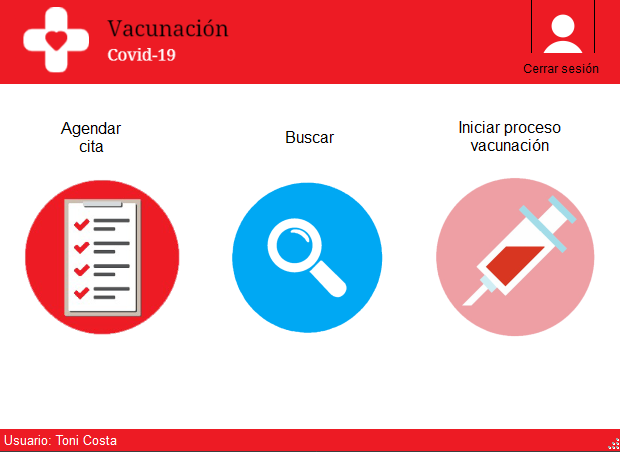 Vacunación
Covid-19
Cerrar sesión
Agendar
cita
Buscar
Iniciar proceso
vacunación
Usuario: Toni Costa